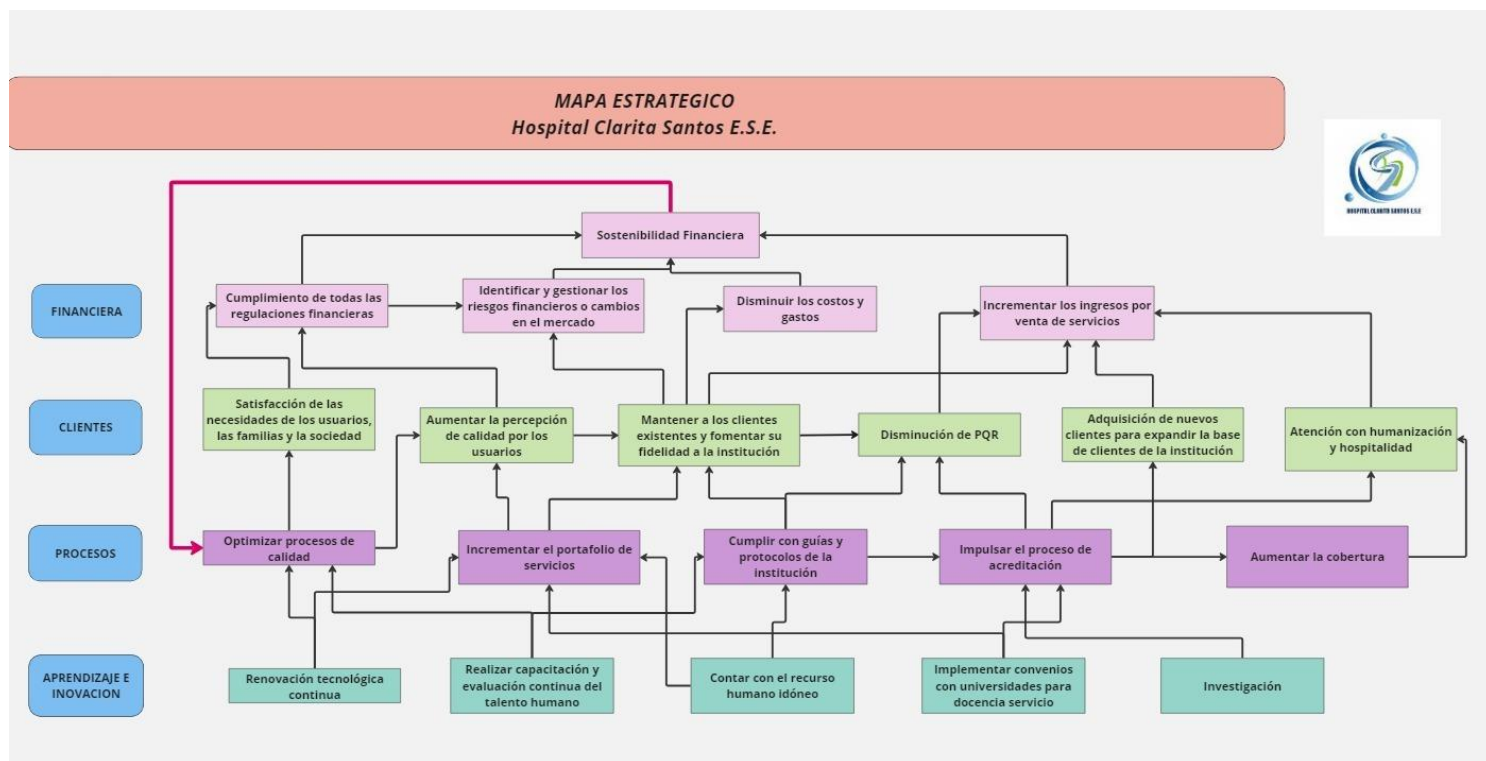 MAPA ESTRATEGICO
Hospital Clarita Santos E.S.E.
HOSPITAL CLARITA SANTOS E.S.E
Sostenibilidad Financiera
FINANCIERA
Cumplimiento de todas las
regulaciones financieras
Identificar y gestionar los
riesgos financieros o cambios
en el mercado
Disminuir los costos y
gastos
Incrementar los ingresos por
venta de servicios
CLIENTES
Satisfacción de las
necesidades de los usuarios,
las familias y la sociedad
Aumentar la percepción
de calidad por los
usuarios
Mantener a los clientes
existentes y fomentar su
fidelidad a la institución
Disminución de PQR
Adquisición de nuevos
clientes para expandir la base
de clientes de la institución
Atención con humanización
y hospitalidad
PROCESOS
Optimizar procesos de
calidad
Incrementar el portafolio de
servicios
Cumplir con guías y
protocolos de la
institución
Impulsar el proceso de
acreditación
Aumentar la cobertura
APRENDIZAJE E
INOVACION
Renovación tecnológica
continua
Realizar capacitación y
evaluación continua del
talento humano
Contar con el recurso
humano idóneo
Implementar convenios
con universidades para
docencia servicio
Investigación